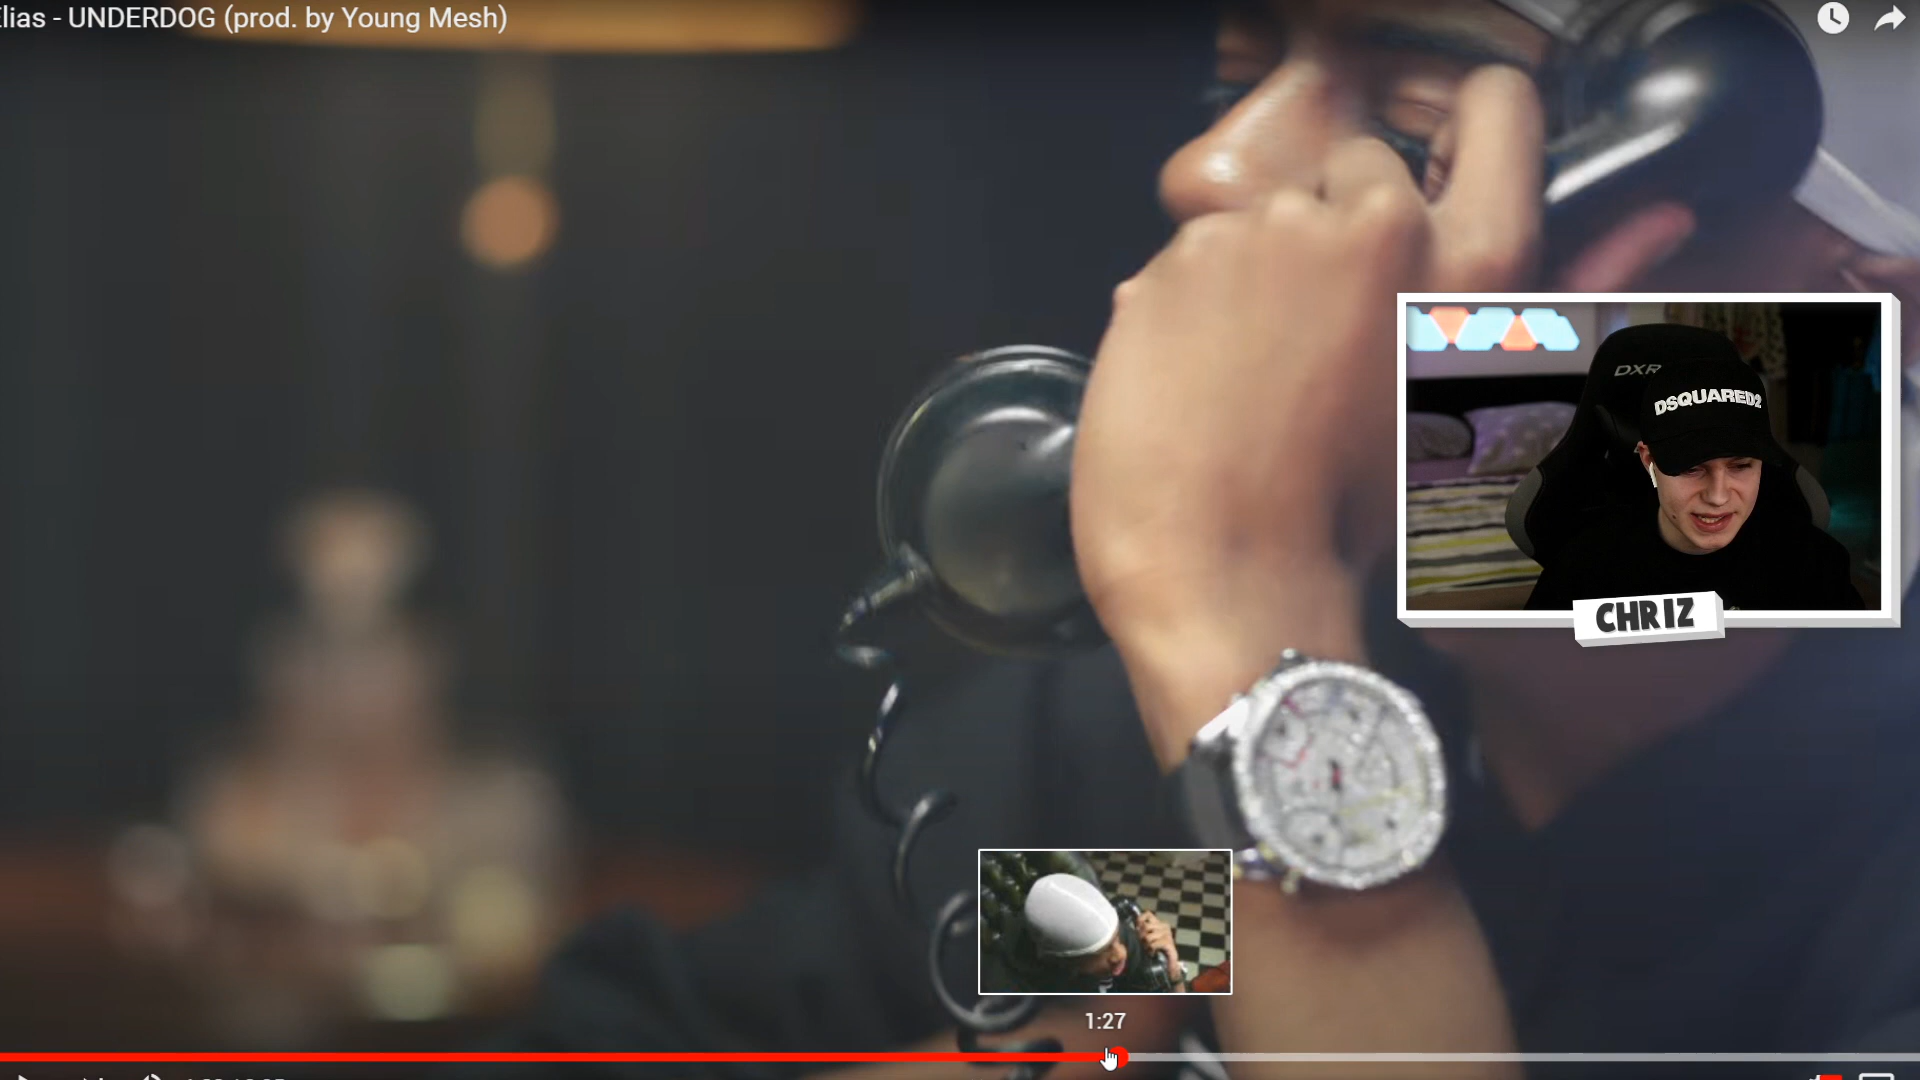 lias - UNDERDOG (prod. by Young Mesh)
DXR
DSQUARED2
CHRIZ
1:27